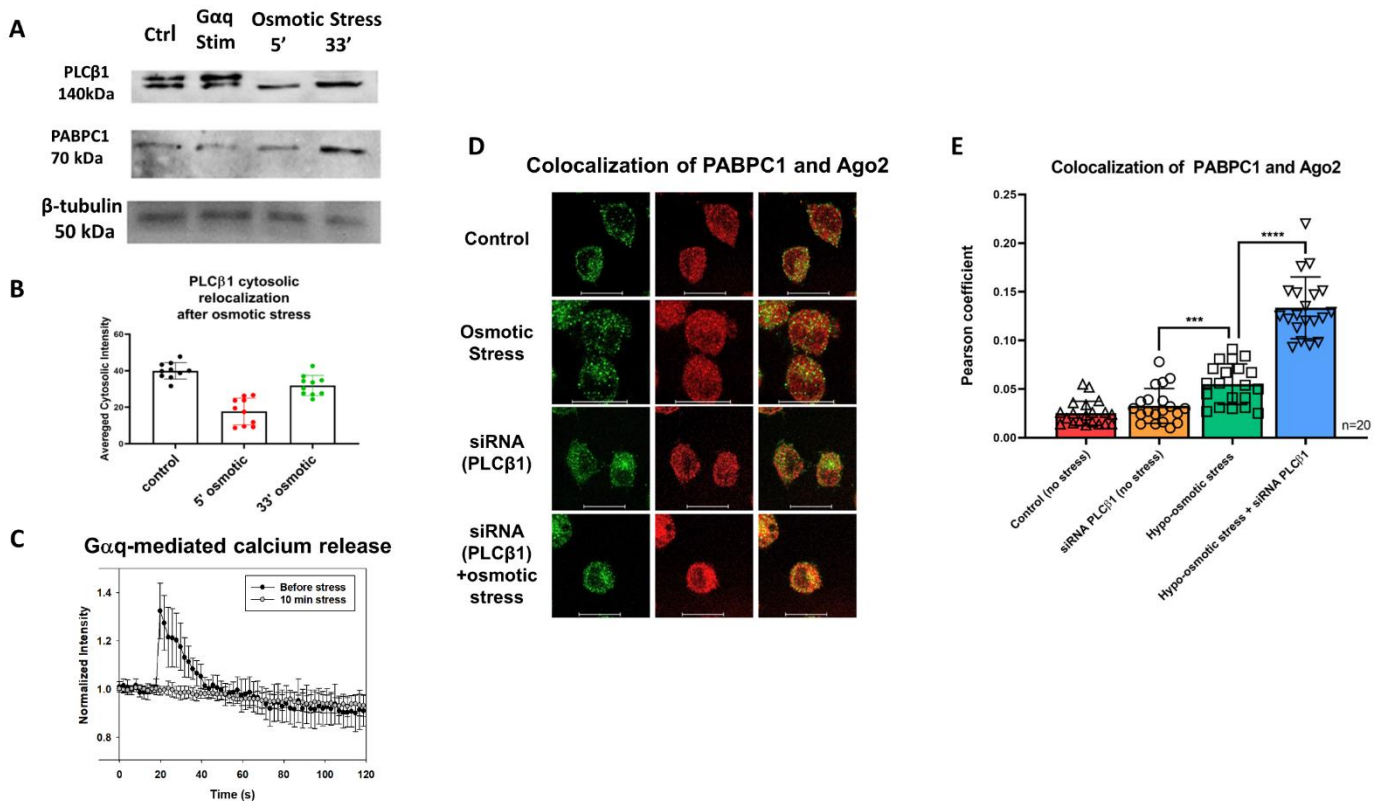 A
Ctrl
Gαq
Stim
Osmotic Stress
5’ 33’
PLCβ1
140kDa
PABPC1
70 kDa
β-tubulin
50 kDa
B
PLCβ1 cytosolic
relocalization
after osmotic stress
Avereged Cytosolic Intensity
60
40
20
0
control
5' osmotic
33' osmotic
C
Gαq-mediated calcium release
Before stress
10 min stress
Normalized Intensity
1.4
1.2
1.0
0.8
0 20 40 60 80 100 120
Time (s)
D
Colocalization of PABPC1 and Ago2
Control
Osmotic
Stress
siRNA
(PLCβ1)
siRNA
(PLCβ1)
+osmotic
stress
E
Colocalization of PABPC1 and Ago2
Pearson coefficient
0.25
0.20
0.15
0.10
0.05
0.00
***
****
n=20
Control (no stress)
siRNA PLCβ1 (no stress)
Hypo-osmotic stress
Hypo-osmotic stress + siRNA PLCβ1